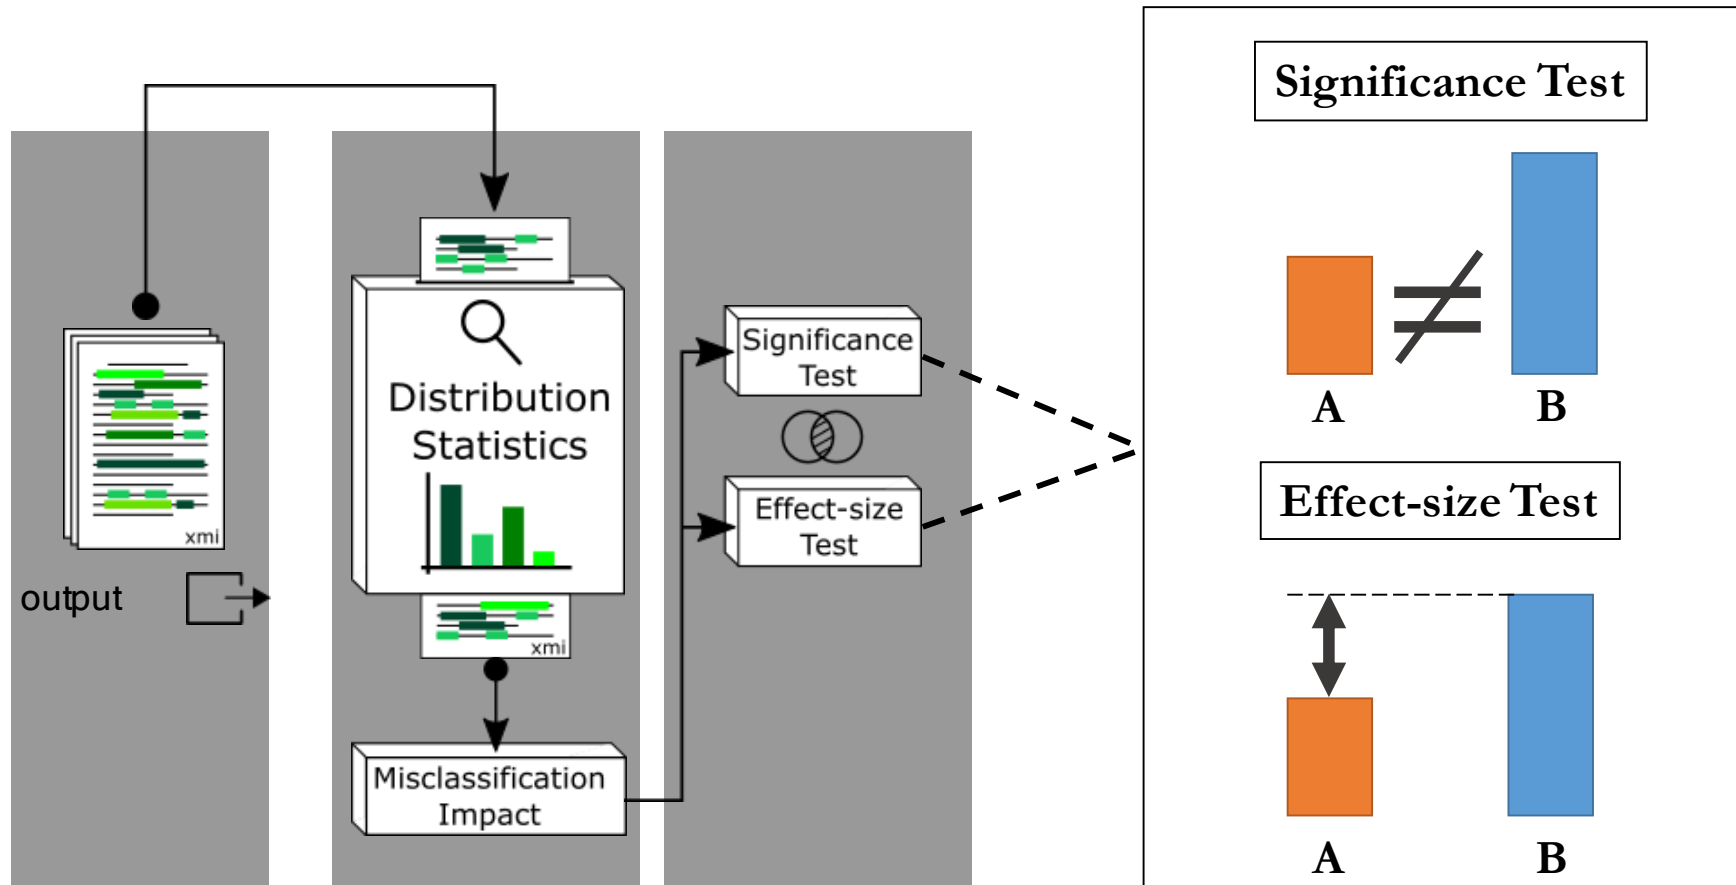 xmi
output
Distribution
Statistics
xmi
Misclassification
Impact
Significance
Test
Effect-size
Test
Significance Test
A
B
Effect-size Test
A
B